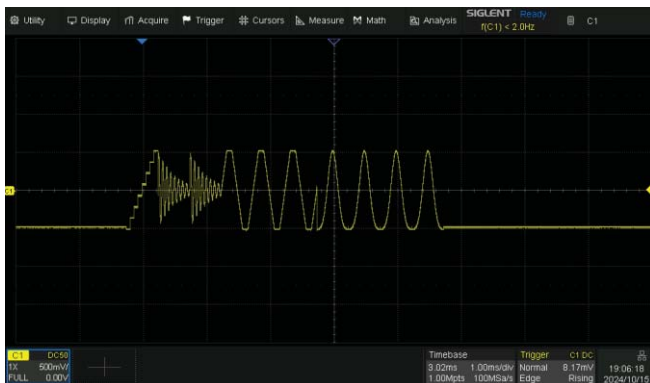 Utility Display Acquire Trigger Cursors Measure Math Analysis SIGLENT Ready C1
f(C1) < 2.0Hz
C1
C1 DC50
1X 500mV/
FULL 0.00V
Timebase
3.02ms 1.00ms/div
1.00Mpts 100MSa/s
Trigger C1 DC
Normal 8.17mV
Edge Rising
19:06:18
2024/10/15